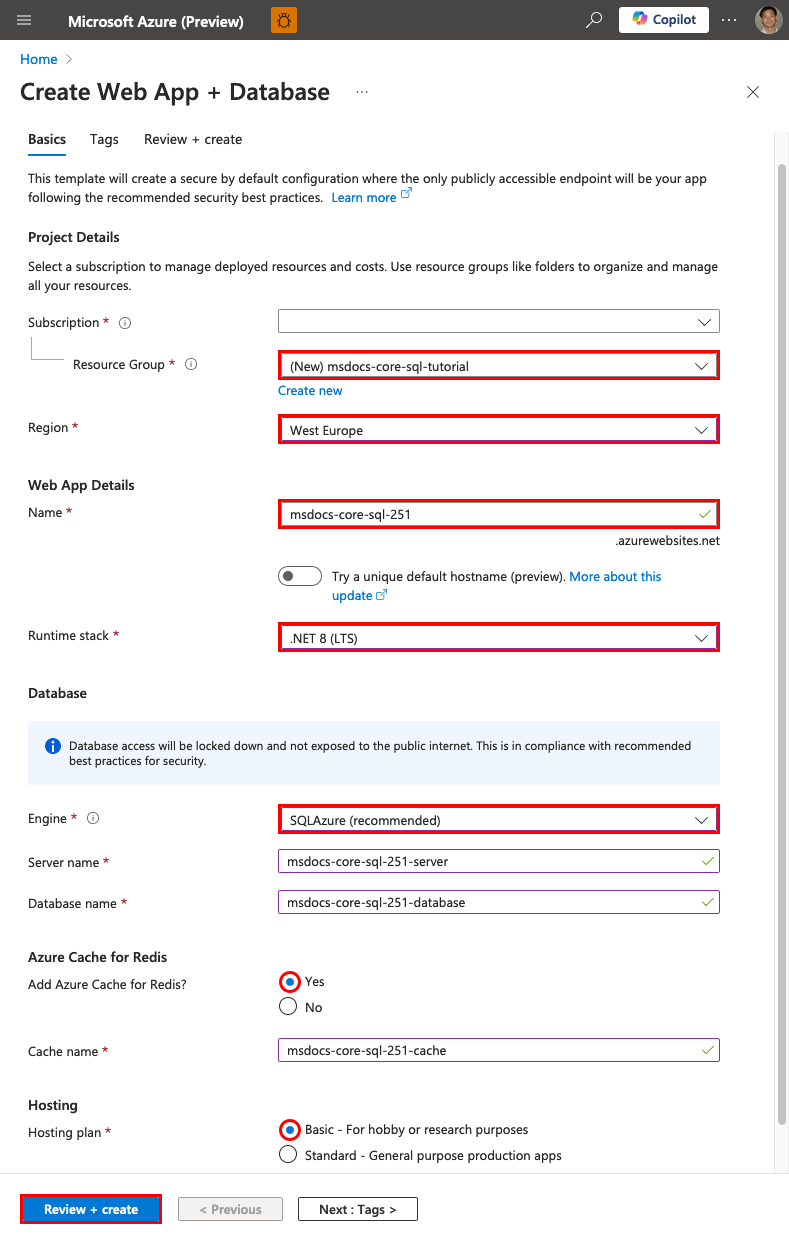 Microsoft Azure (Preview)
Copilot
Home
Create Web App + Database
Basics
Tags
Review + create
This template will create a secure by default configuration where the only publicly accessible endpoint will be your app
following the recommended security best practices. Learn more
Project Details
Select a subscription to manage deployed resources and costs. Use resource groups like folders to organize and manage
all your resources.
Subscription *
Resource Group *
(New) msdocs-core-sql-tutorial
Create new
Region *
West Europe
Web App Details
Name *
msdocs-core-sql-251
.azurewebsites.net
Try a unique default hostname (preview). More about this
update
Runtime stack *
.NET 8 (LTS)
Database
Database access will be locked down and not exposed to the public internet. This is in compliance with recommended
best practices for security.
Engine *
SQLAzure (recommended)
Server name *
msdocs-core-sql-251-server
Database name *
msdocs-core-sql-251-database
Azure Cache for Redis
Add Azure Cache for Redis?
Yes
No
Cache name *
msdocs-core-sql-251-cache
Hosting
Hosting plan *
Basic - For hobby or research purposes
Standard - General purpose production apps
Review + create
< Previous
Next : Tags >